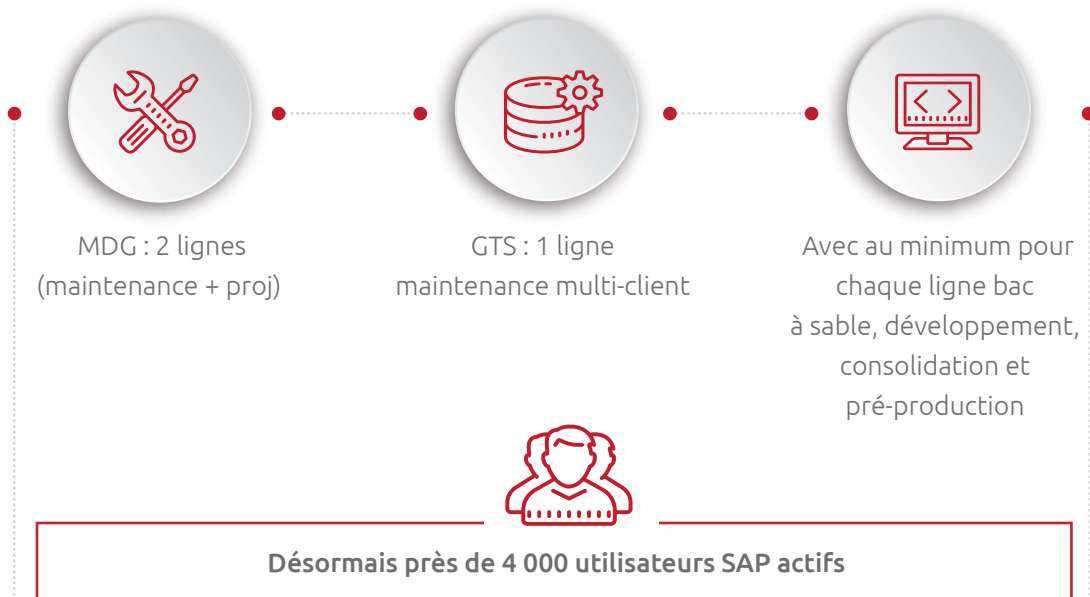 MDG : 2 lignes
(maintenance + proj)
GTS : 1 ligne
maintenance multi-client
Avec au minimum pour
chaque ligne bac
à sable, développement,
consolidation et
pré-production
Désormais près de 4 000 utilisateurs SAP actifs